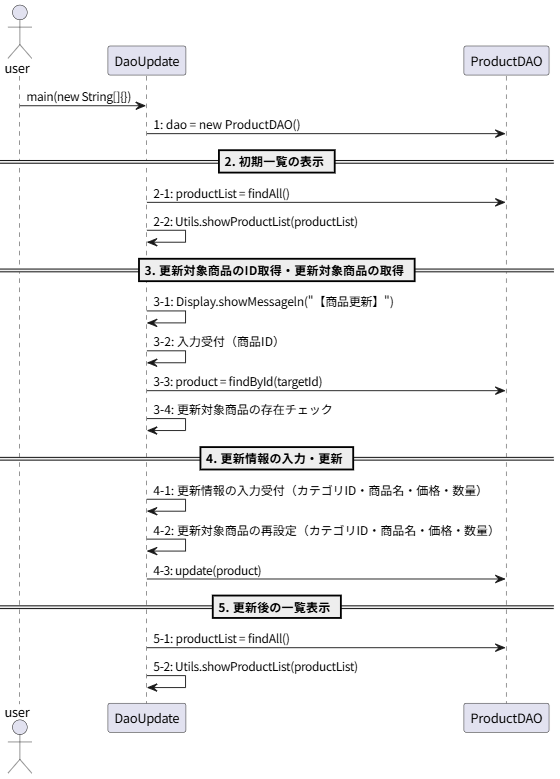 user
DaoUpdate
ProductDAO
main(new String[]{})
1: dao = new ProductDAO()
2. 初期一覧の表示
2-1: productList = findAll()
2-2: Utils.showProductList(productList)
3. 更新対象商品のID取得・更新対象商品の取得
3-1: Display.showMessageln("【商品更新】")
3-2: 入力受付（商品ID）
3-3: product = findById(targetId)
3-4: 更新対象商品の存在チェック
4. 更新情報の入力・更新
4-1: 更新情報の入力受付（カテゴリID・商品名・価格・数量）
4-2: 更新対象商品の再設定（カテゴリID・商品名・価格・数量）
4-3: update(product)
5. 更新後の一覧表示
5-1: productList = findAll()
5-2: Utils.showProductList(productList)
user
DaoUpdate
ProductDAO